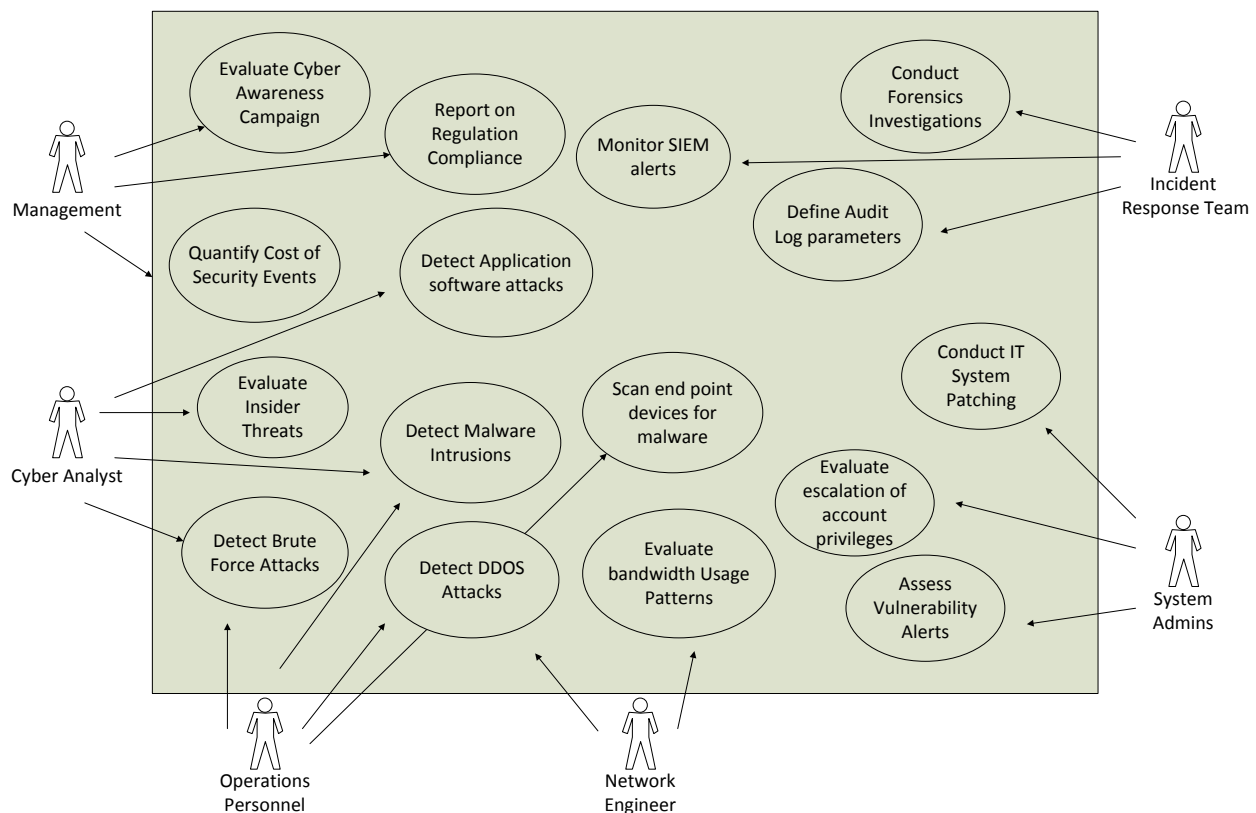 Evaluate Cyber
Awareness
Campaign
Report on
Regulation
Compliance
Monitor SIEM
alerts
Conduct
Forensics
Investigations
Management
Incident
Response Team
Define Audit
Log parameters
Quantify Cost of
Security Events
Detect Application
software attacks
Conduct IT
System
Patching
Evaluate
Insider
Threats
Scan end point
devices for
malware
Detect Malware
Intrusions
Cyber Analyst
Evaluate
escalation of
account
privileges
Detect Brute
Force Attacks
Detect DDOS
Attacks
Evaluate
bandwidth Usage
Patterns
Assess
Vulnerability
Alerts
System
Admins
Operations
Personnel
Network
Engineer